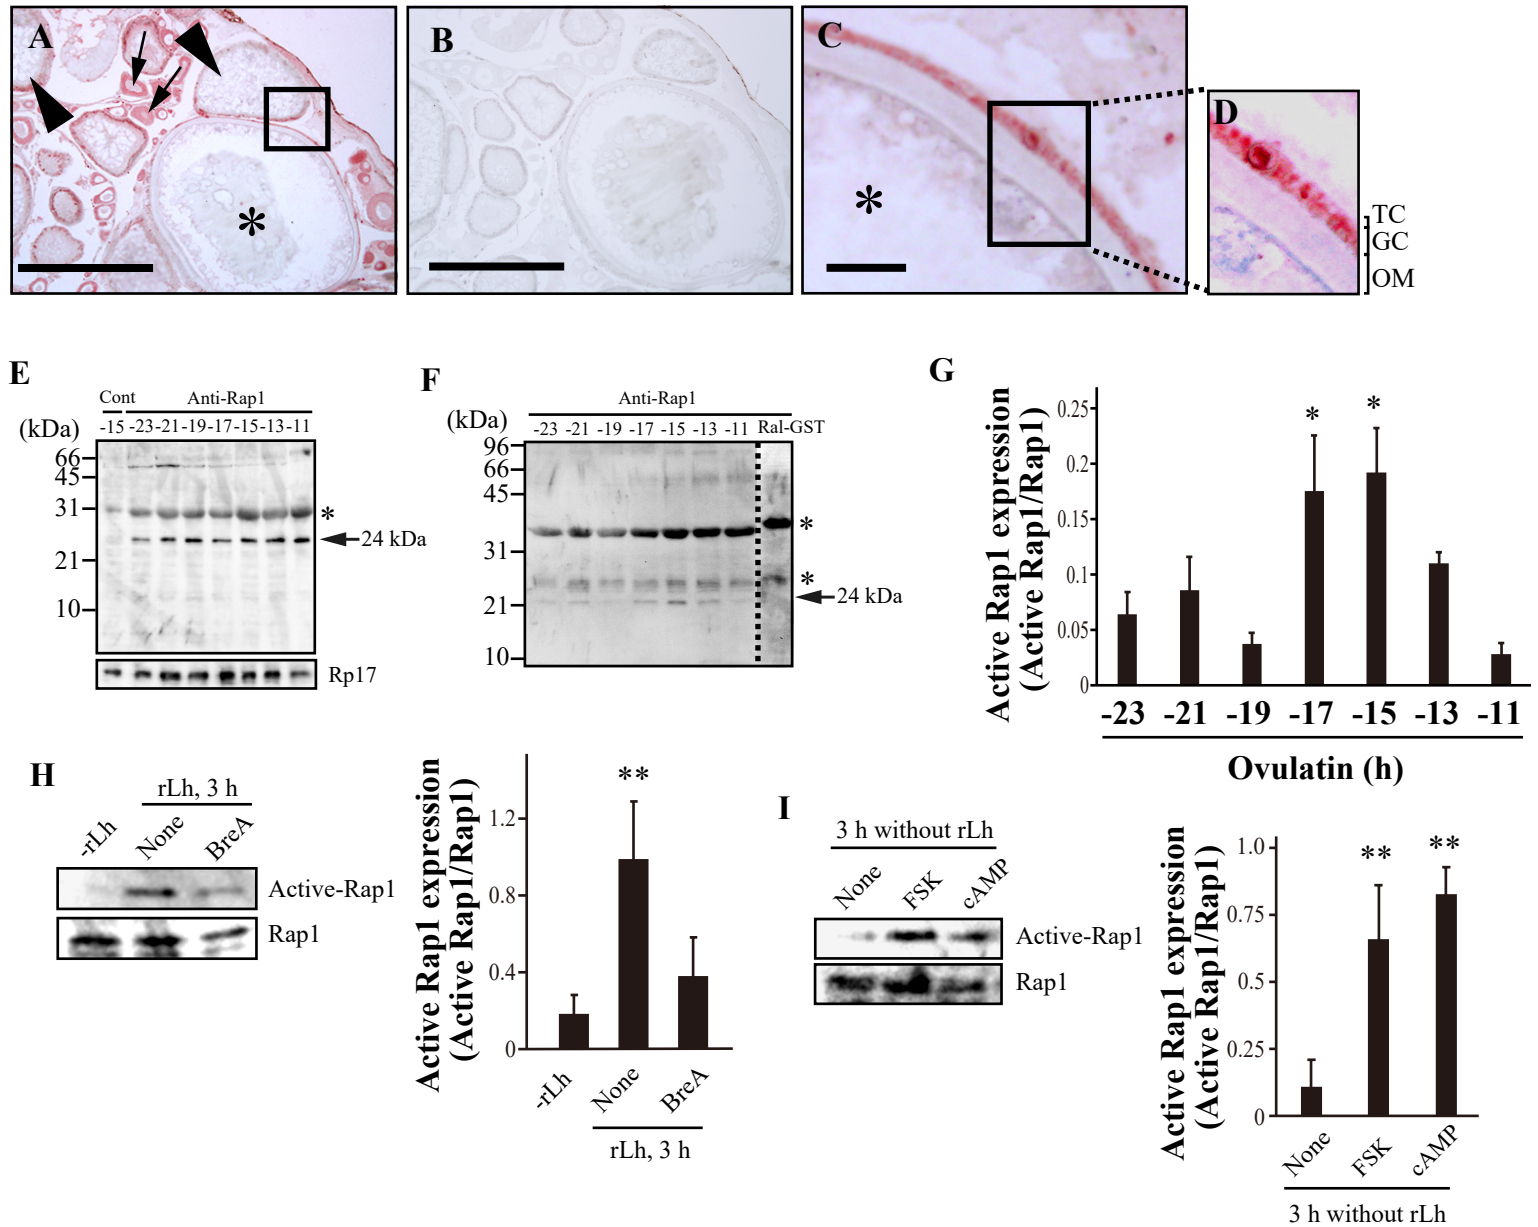 A
B
C
D
*
*
TC
GC
OM
E
Cont
Anti-Rap1
(kDa)
-15 -23 -21 -19 -17 -15 -13 -11
66
45
31
21
10
*
24 kDa
Rp17
F
Anti-Rap1
(kDa)
-23 -21 -19 -17 -15 -13 -11 Ral-GST
96
66
45
31
21
10
*
*
24 kDa
G
Active Rap1 expression
(Active Rap1/Rap1)
0.25
0.2
0.15
0.1
0.05
0
* *
-23 -21 -19 -17 -15 -13 -11
Ovulatin (h)
H
rLh, 3 h
-rLh None BreA
Active-Rap1
Rap1
Active Rap1 expression
(Active Rap1/Rap1)
1.2
0.8
0.4
0
**
-rLh None BreA
rLh, 3 h
I
3 h without rLh
None FSK cAMP
Active-Rap1
Rap1
Active Rap1 expression
(Active Rap1/Rap1)
1.0
0.75
0.5
0.25
0
** **
None FSK cAMP
3 h without rLh